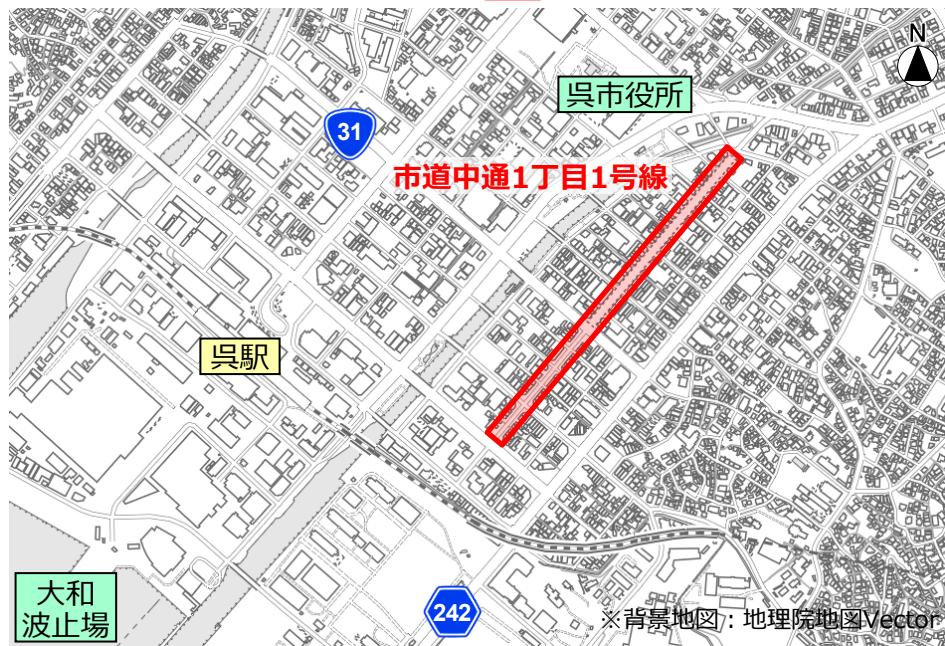 N
呉市役所
31
市道中通1丁目1号線
呉駅
大和
波止場
242
※背景地図：地理院地図Vector